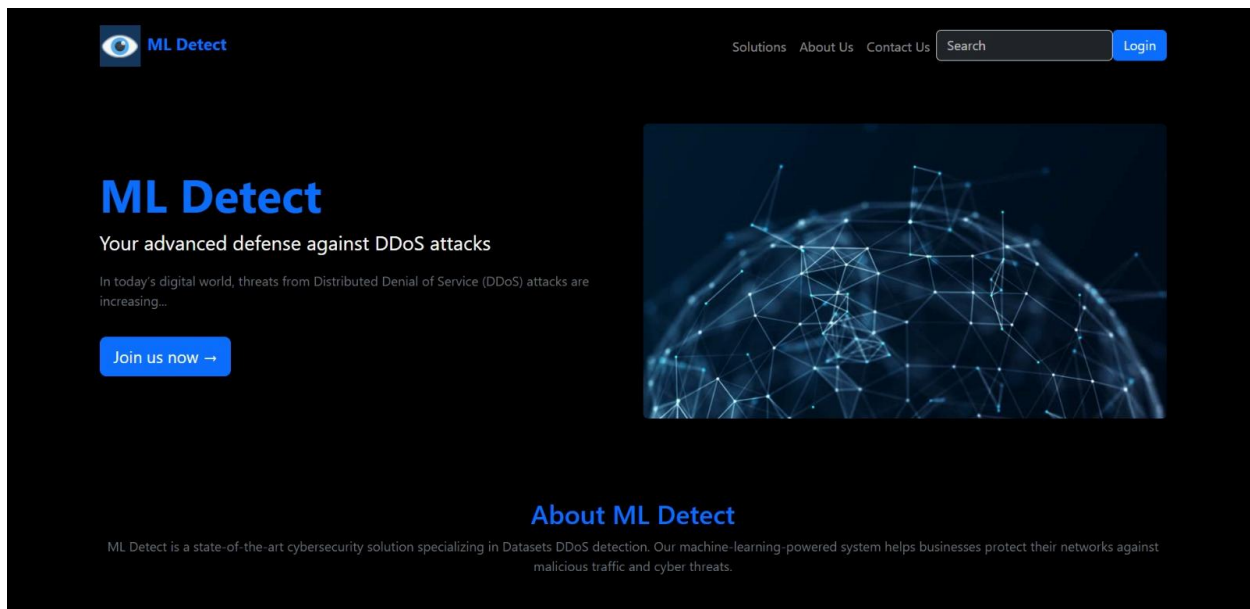 ML Detect
Solutions About Us Contact Us Search Login
ML Detect
Your advanced defense against DDoS attacks
In today's digital world, threats from Distributed Denial of Service (DDoS) attacks are
increasing...
Join us now →
About ML Detect
ML Detect is a state-of-the-art cybersecurity solution specializing in Datasets DDoS detection. Our machine-learning-powered system helps businesses protect their networks against
malicious traffic and cyber threats.